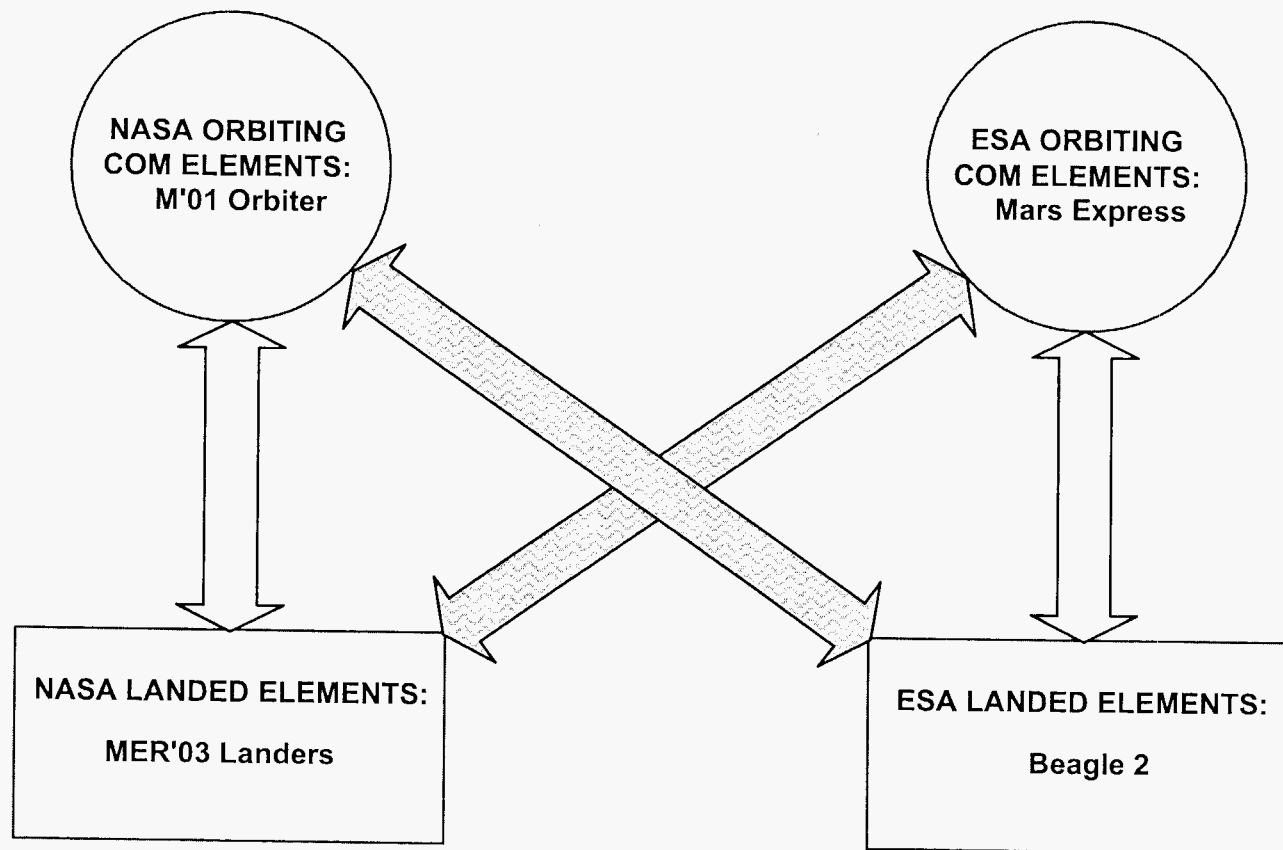 NASA ORBITING
COM ELEMENTS:
M'01 Orbiter
ESA ORBITING
COM ELEMENTS:
Mars Express
NASA LANDED ELEMENTS:
MER'03 Landers
ESA LANDED ELEMENTS:
Beagle 2